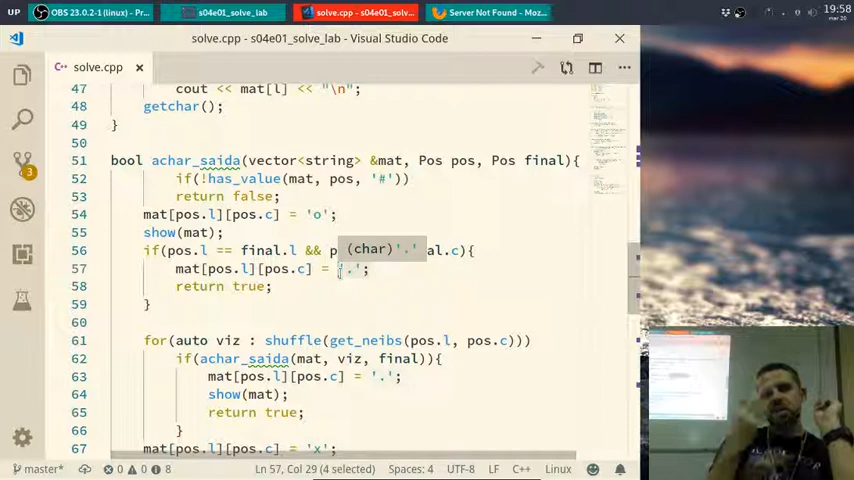 UP
OBS 23.0.2-1 (linux) - Pr...
s04e01_solve_lab
solve.cpp - s04e01_solve_lab...
Server Not Found - Moz...
19:58
mar 20
solve.cpp - s04e01_solve_lab - Visual Studio Code
solve.cpp
47 cout << mat[l] << "\n";
48 getchar();
49 }
50
51 bool achar_saida(vector<string> &mat, Pos pos, Pos final){
52 if(!has_value(mat, pos, '#'))
53 return false;
54 mat[pos.l][pos.c] = 'o';
55 show(mat);
(char)'.'
56 if(pos.l == final.l && p al.c){
57 mat[pos.l][pos.c] = '.';
58 return true;
59 }
60
61 for(auto viz : shuffle(get_neibs(pos.l, pos.c)))
62 if(achar_saida(mat, viz, final)){
63 mat[pos.l][pos.c] = '.';
64 show(mat);
65 return true;
66 }
67 mat[pos.l][pos.c] = 'x';
3
master*
0
0
8
Ln 57, Col 29 (4 selected)
Spaces: 4
UTF-8
LF
C++
Linux